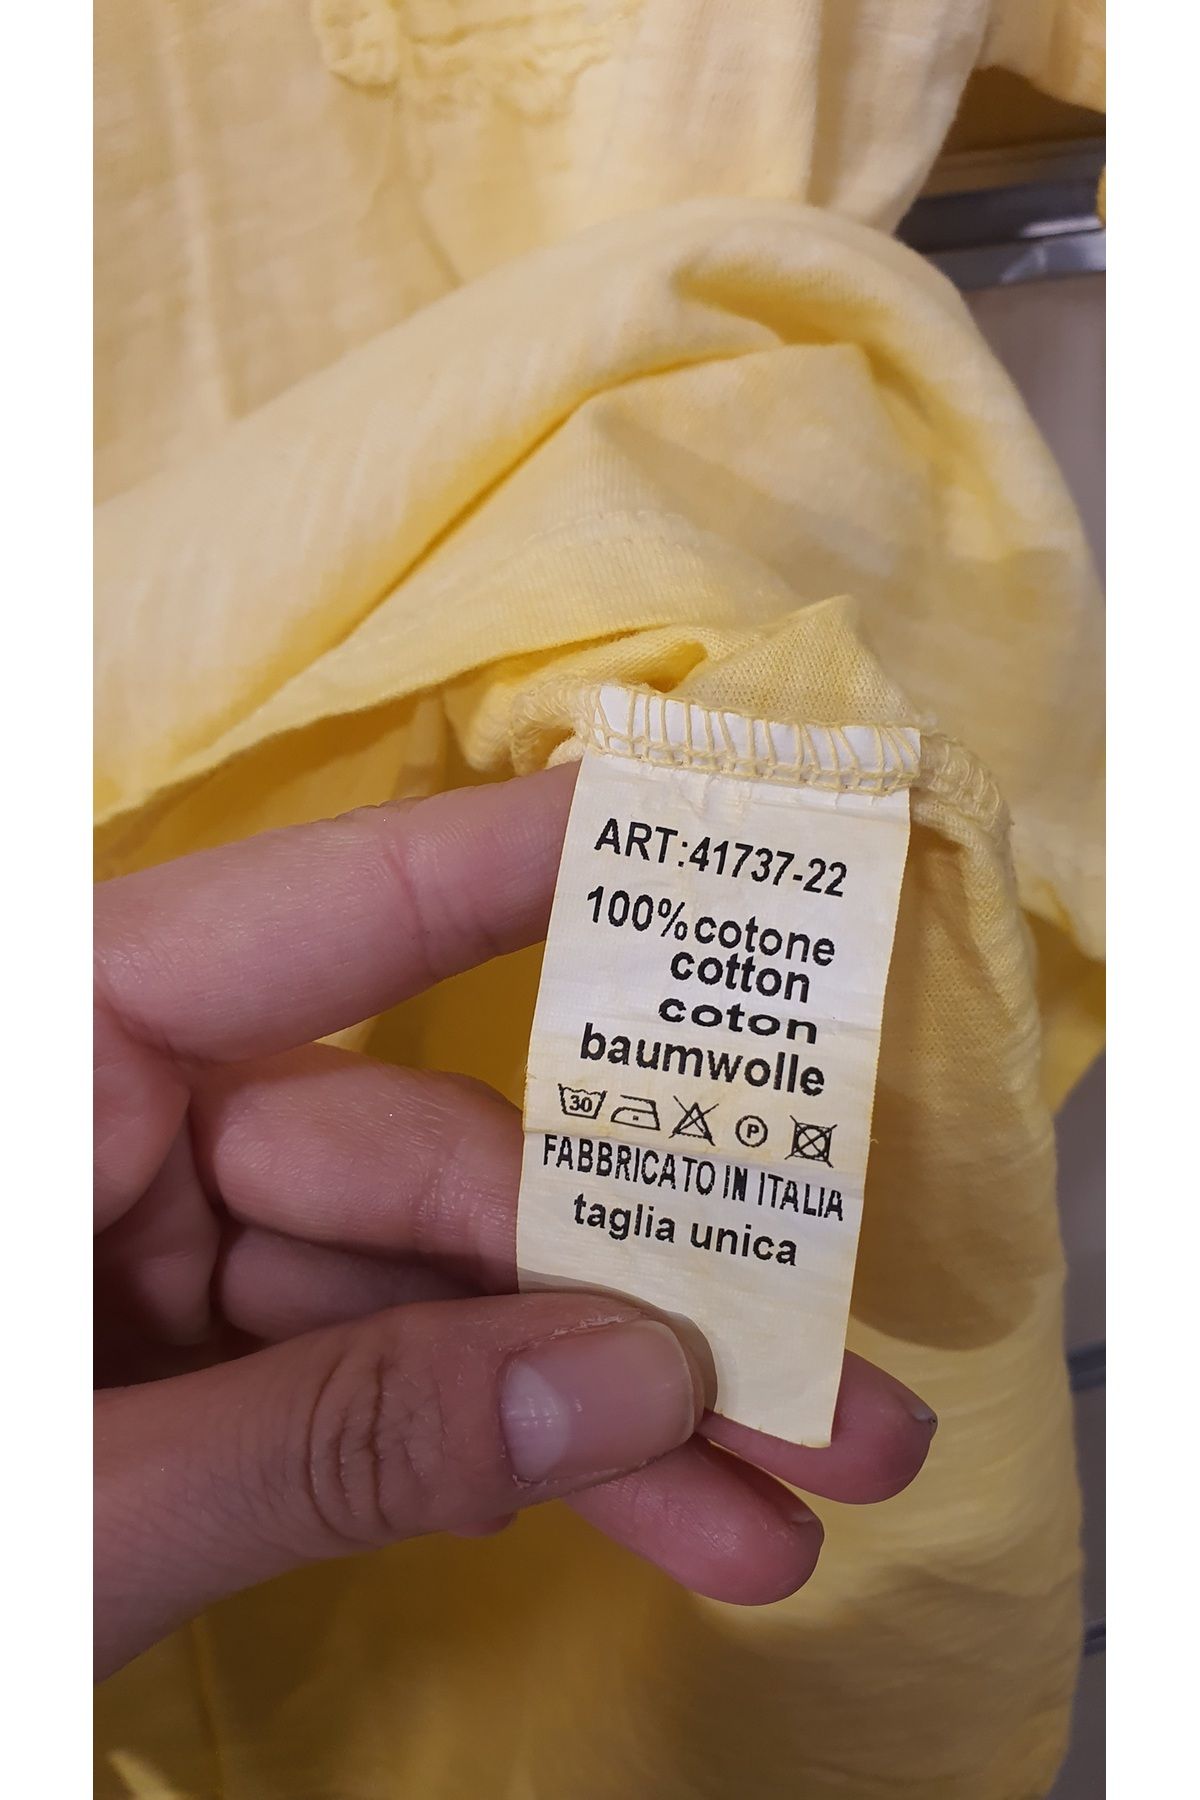 ART:41737-22
100%cotone
cotton
coton
baumwolle
30 P
FABBRICATO IN ITALIA
taglia unica